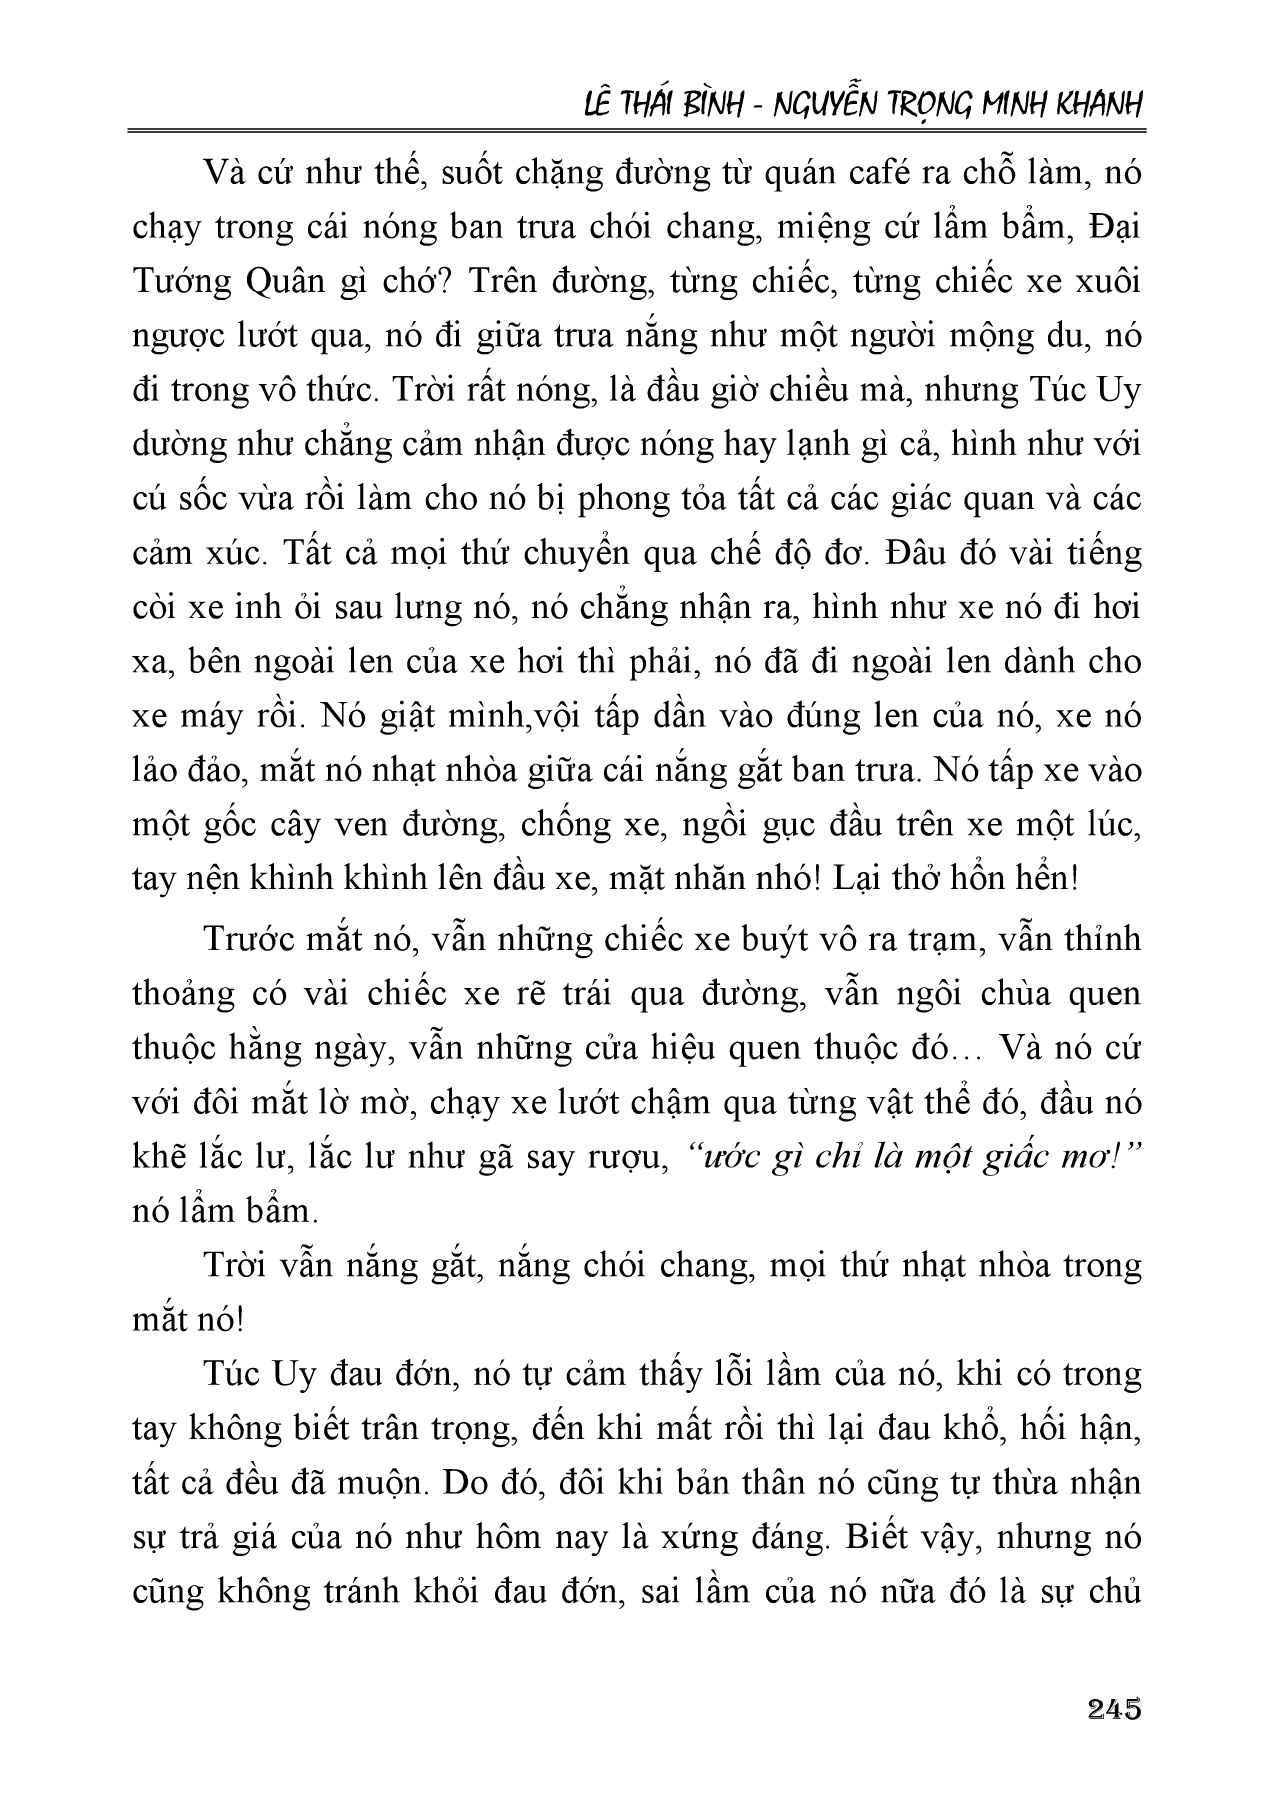 LÊ THÁI BÌNH - NGUYỄN TRỌNG MINH KHANH
Và cứ như thế, suốt chặng đường từ quán café ra chỗ làm, nó
chạy trong cái nóng ban trưa chói chang, miệng cứ lẩm bẩm, Đại
Tướng Quân gì chớ? Trên đường, từng chiếc, từng chiếc xe xuôi
ngược lướt qua, nó đi giữa trưa nắng như một người mộng du, nó
đi trong vô thức. Trời rất nóng, là đầu giờ chiều mà, nhưng Túc Uy
dường như chẳng cảm nhận được nóng hay lạnh gì cả, hình như với
cú sốc vừa rồi làm cho nó bị phong tỏa tất cả các giác quan và các
cảm xúc. Tất cả mọi thứ chuyển qua chế độ đơ. Đâu đó vài tiếng
còi xe inh ỏi sau lưng nó, nó chẳng nhận ra, hình như xe nó đi hơi
xa, bên ngoài len của xe hơi thì phải, nó đã đi ngoài len dành cho
xe máy rồi. Nó giật mình,vội tấp dần vào đúng len của nó, xe nó
lảo đảo, mắt nó nhạt nhòa giữa cái nắng gắt ban trưa. Nó tấp xe vào
một gốc cây ven đường, chống xe, ngồi gục đầu trên xe một lúc,
tay nện khình khình lên đầu xe, mặt nhăn nhó! Lại thở hổn hển!
Trước mắt nó, vẫn những chiếc xe buýt vô ra trạm, vẫn thỉnh
thoảng có vài chiếc xe rẽ trái qua đường, vẫn ngôi chùa quen
thuộc hằng ngày, vẫn những cửa hiệu quen thuộc đó… Và nó cứ
với đôi mắt lờ mờ, chạy xe lướt chậm qua từng vật thể đó, đầu nó
khẽ lắc lư, lắc lư như gã say rượu, “ước gì chỉ là một giấc mơ!”
nó lẩm bẩm.
Trời vẫn nắng gắt, nắng chói chang, mọi thứ nhạt nhòa trong
mắt nó!
Túc Uy đau đớn, nó tự cảm thấy lỗi lầm của nó, khi có trong
tay không biết trân trọng, đến khi mất rồi thì lại đau khổ, hối hận,
tất cả đều đã muộn. Do đó, đôi khi bản thân nó cũng tự thừa nhận
sự trả giá của nó như hôm nay là xứng đáng. Biết vậy, nhưng nó
cũng không tránh khỏi đau đớn, sai lầm của nó nữa đó là sự chủ
245